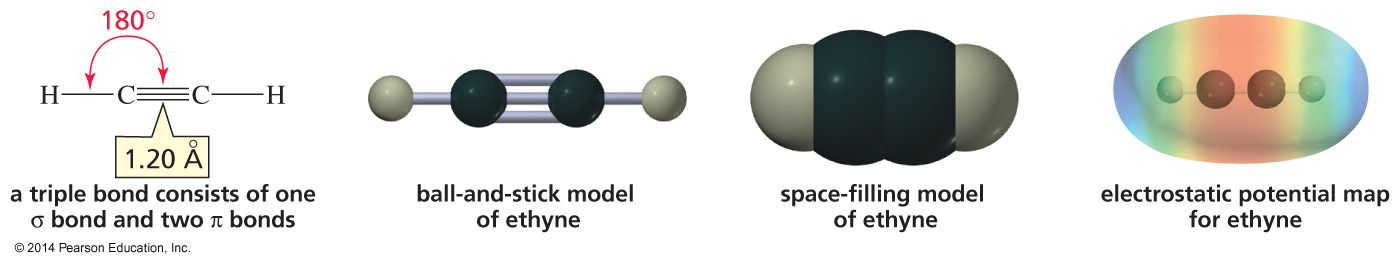 180°
H—C≡C—H
1.20 Å
a triple bond consists of one
σ bond and two π bonds
ball-and-stick model
of ethyne
space-filling model
of ethyne
electrostatic potential map
for ethyne
© 2014 Pearson Education, Inc.